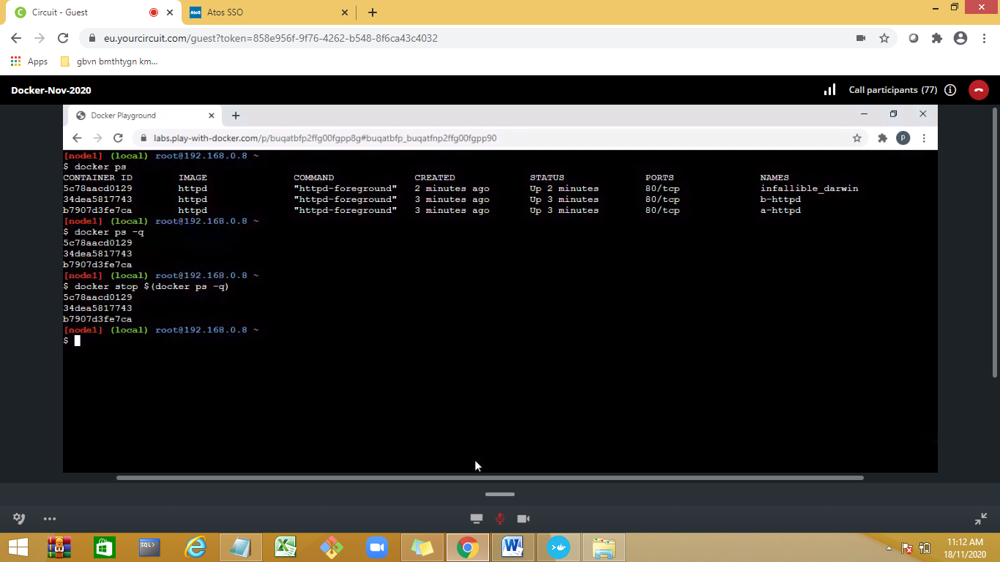 Circuit - Guest
Atos SSO
eu.yourcircuit.com/guest?token=858e956f-9f76-4262-b548-8f6ca43c4032
Apps gbvn bmthtygn km...
Docker-Nov-2020 Call participants (77)
Docker Playground
labs.play-with-docker.com/p/buqatbfp2ffg00fgpp8g#buqatbfp_buqatfnp2ffg00fgpp90
[node1] (local) root@192.168.0.8 ~
$ docker ps
CONTAINER ID IMAGE COMMAND CREATED STATUS PORTS NAMES
5c78aacd0129 httpd "httpd-foreground" 2 minutes ago Up 2 minutes 80/tcp infallible_darwin
34dea5817743 httpd "httpd-foreground" 3 minutes ago Up 3 minutes 80/tcp b-httpd
b7907d3fe7ca httpd "httpd-foreground" 3 minutes ago Up 3 minutes 80/tcp a-httpd
[node1] (local) root@192.168.0.8 ~
$ docker ps -q
5c78aacd0129
34dea5817743
b7907d3fe7ca
[node1] (local) root@192.168.0.8 ~
$ docker stop $(docker ps -q)
5c78aacd0129
34dea5817743
b7907d3fe7ca
[node1] (local) root@192.168.0.8 ~
$
11:12 AM
18/11/2020